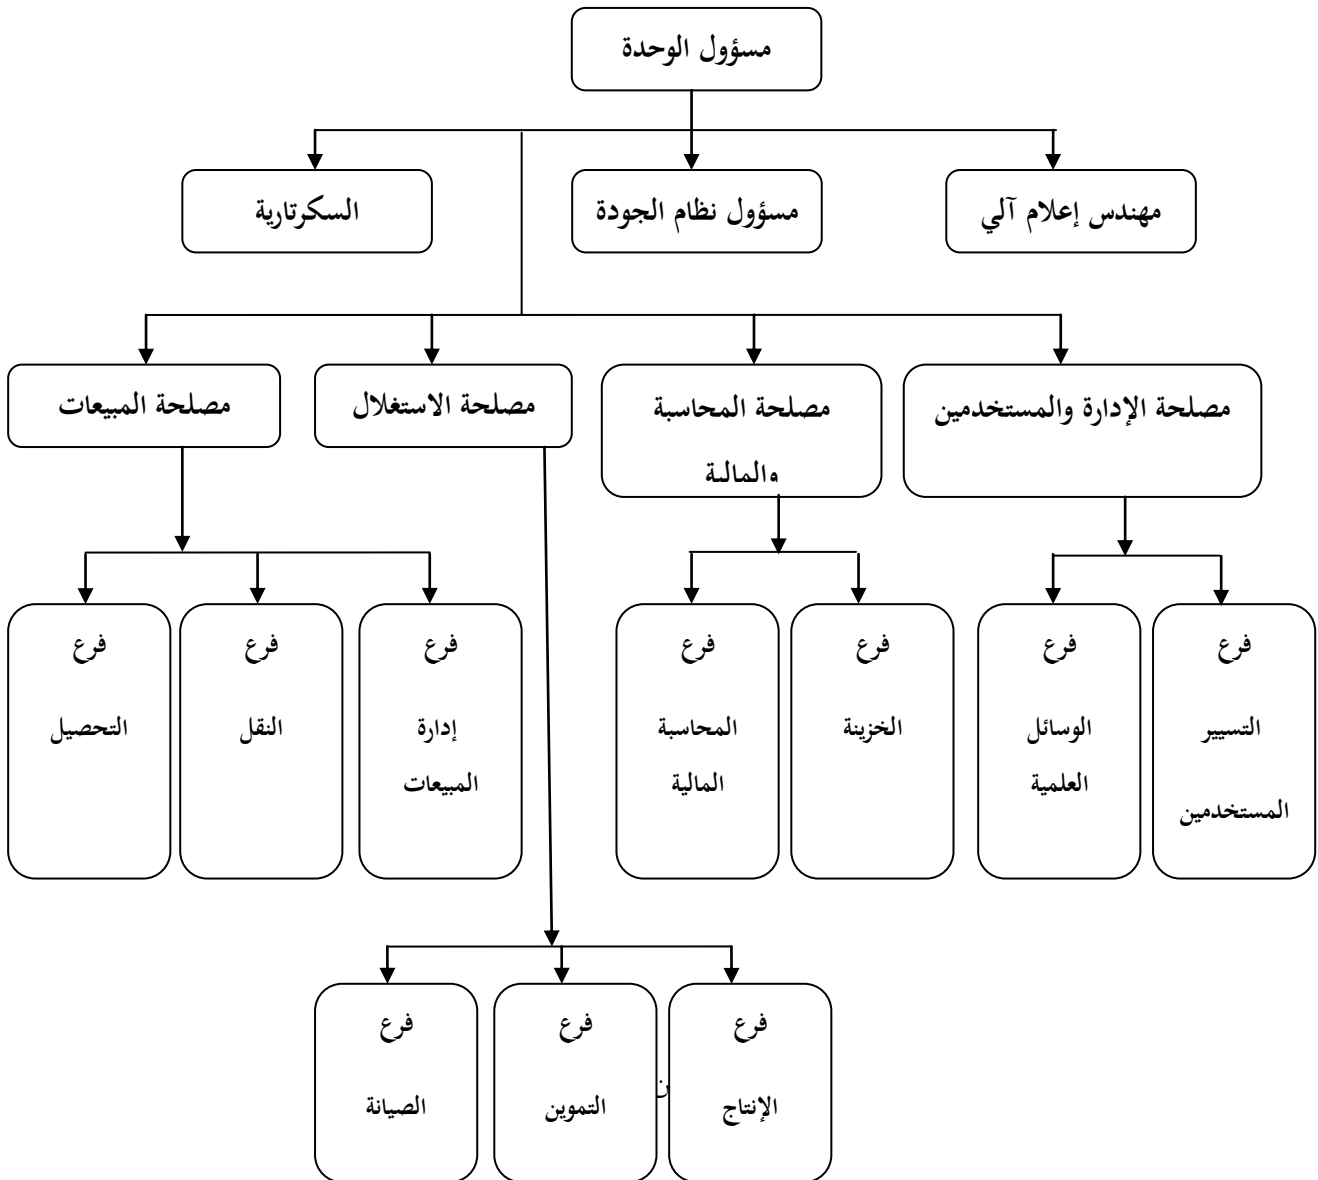 مسؤول الوحدة
مهندس إعلام آلي
مسؤول نظام الجودة
السكرتارية
مصلحة الإدارة والمستخدمين
مصلحة المحاسبة
والمالية
مصلحة الاستغلال
مصلحة المبيعات
فرع
التسيير
المستخدمين
فرع
الوسائل
العلمية
فرع
الخزينة
فرع
المحاسبة
المالية
فرع
إدارة
المبيعات
فرع
النقل
فرع
التحصيل
فرع
الإنتاج
فرع
التموين
فرع
الصيانة